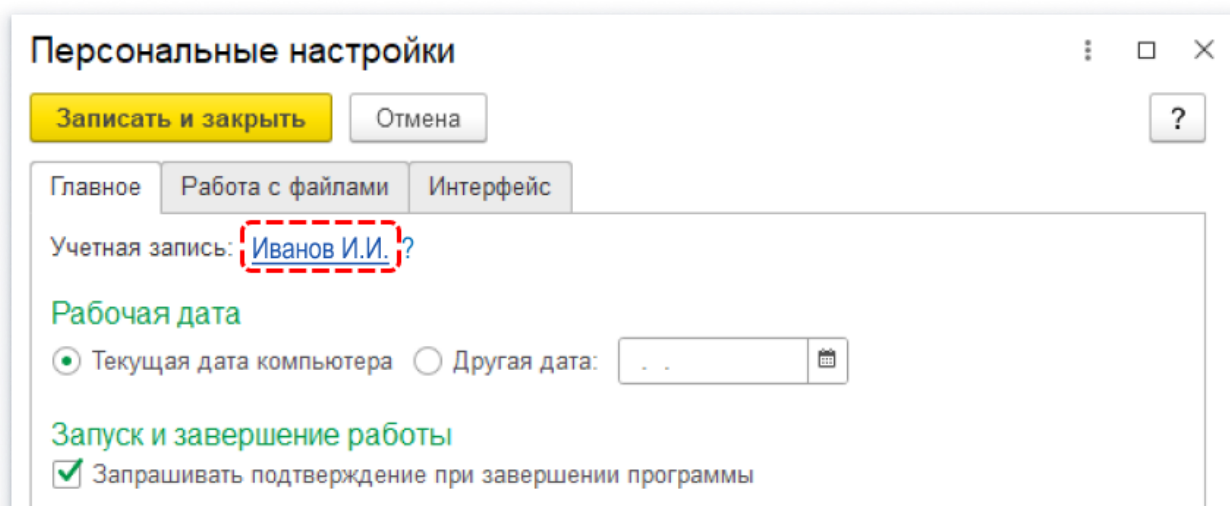 Персональные настройки
Записать и закрыть Отмена ?
Главное Работа с файлами Интерфейс
Учетная запись: Иванов И.И. ?
Рабочая дата
Текущая дата компьютера Другая дата: . .
Запуск и завершение работы
Запрашивать подтверждение при завершении программы